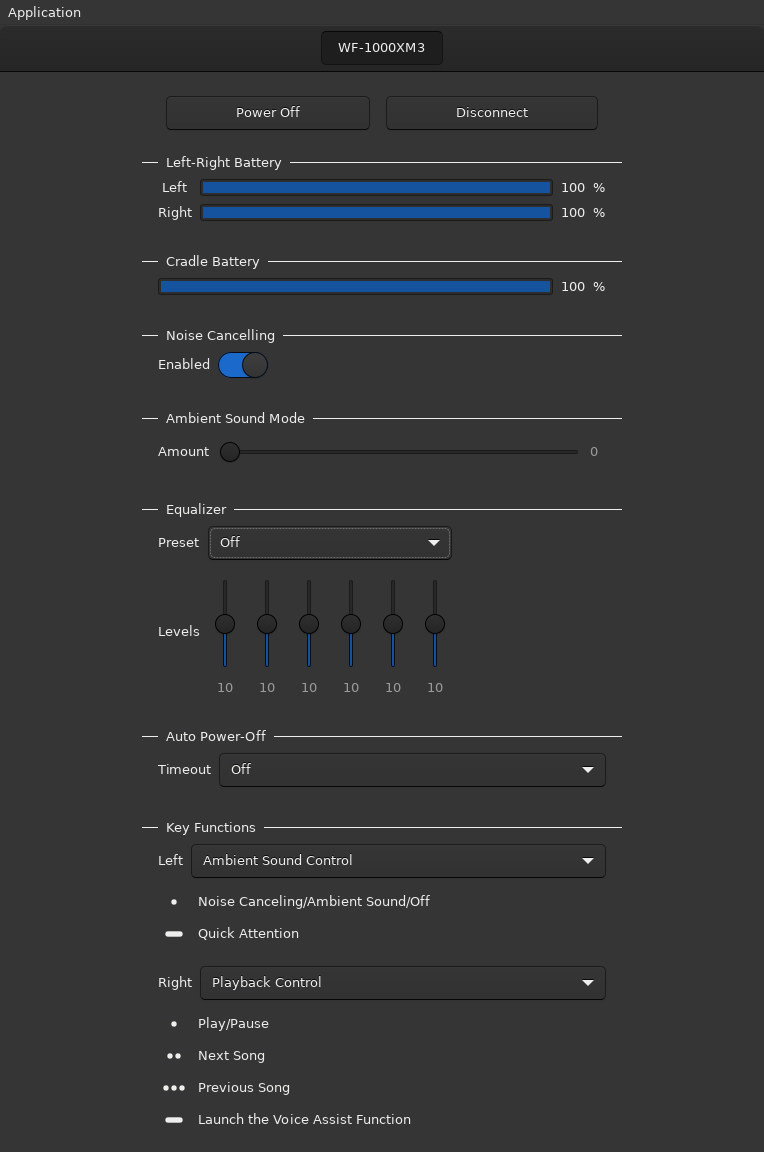 Application
WF-1000XM3
Power Off Disconnect
Left-Right Battery
Left 100 %
Right 100 %
Cradle Battery
100 %
Noise Cancelling
Enabled
Ambient Sound Mode
Amount 0
Equalizer
Preset Off
Levels
10 10 10 10 10 10
Auto Power-Off
Timeout Off
Key Functions
Left Ambient Sound Control
Noise Canceling/Ambient Sound/Off
Quick Attention
Right Playback Control
Play/Pause
Next Song
Previous Song
Launch the Voice Assist Function